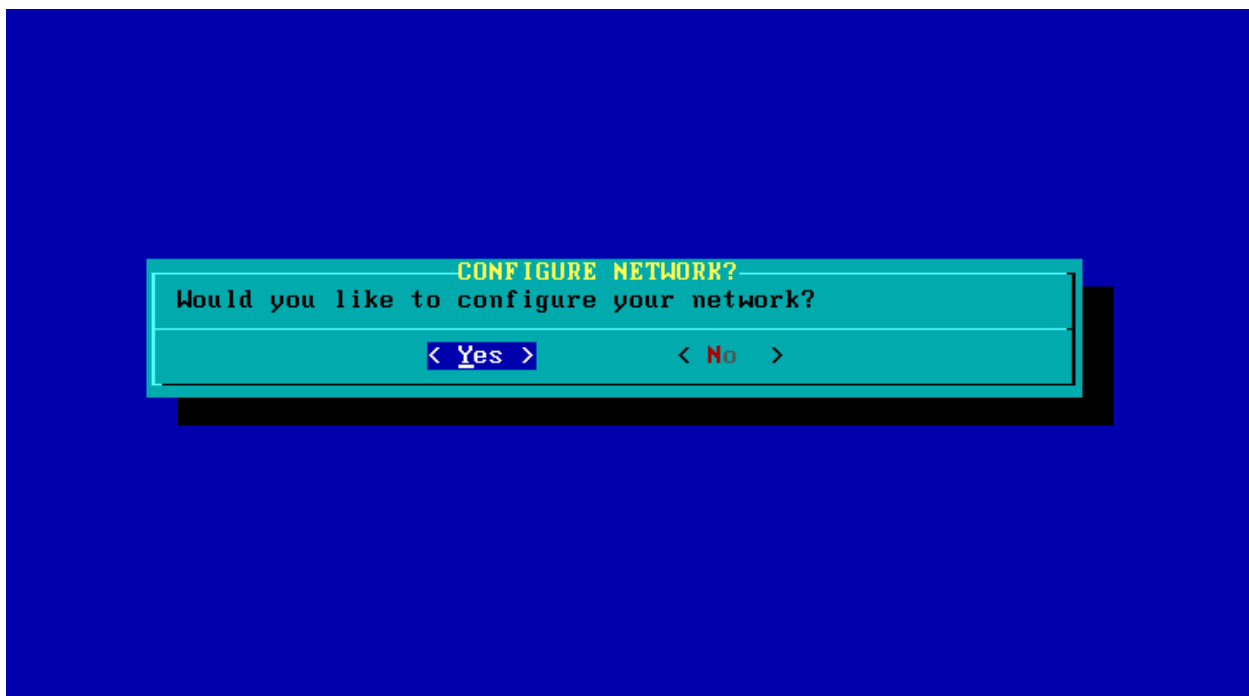 CONFIGURE NETWORK?
Would you like to configure your network?
< Yes > < No >